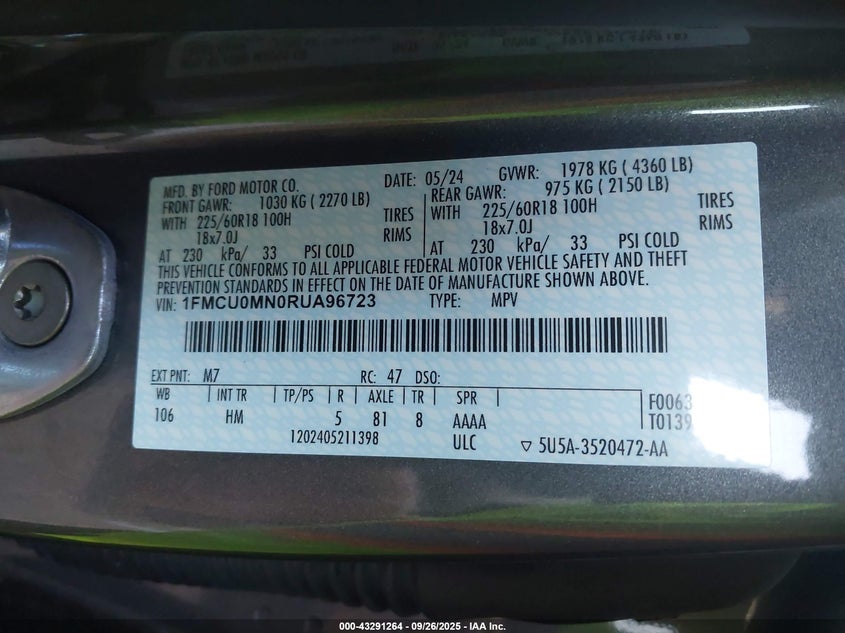 MFD. BY FORD MOTOR CO.
DATE: 05/24 GVWR: 1978 KG ( 4360 LB)
FRONT GAWR: 1030 KG ( 2270 LB)
REAR GAWR: 975 KG ( 2150 LB)
WITH 225/60R18 100H TIRES
WITH 225/60R18 100H TIRES
18x7.0J RIMS
18x7.0J RIMS
AT 230 kPa/ 33 PSI COLD
AT 230 kPa/ 33 PSI COLD
THIS VEHICLE CONFORMS TO ALL APPLICABLE FEDERAL MOTOR VEHICLE SAFETY AND THEFT
PREVENTION STANDARDS IN EFFECT ON THE DATE OF MANUFACTURE SHOWN ABOVE.
VIN: 1FMCU0MN0RUA96723 TYPE: MPV
EXT PNT: M7 RC: 47 DSO:
WB INT TR TP/PS R AXLE TR SPR
106 HM 5 81 8 AAAA
F0063
T0139
1202405211398 ULC ▽ 5U5A-3520472-AA
000-43291264 - 09/26/2025 - IAA Inc.